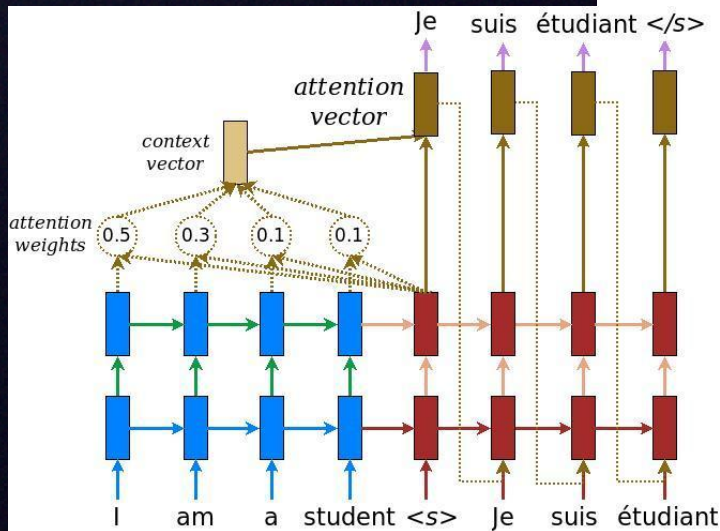 Je suis étudiant </s>
attention
vector
context
vector
attention
weights
0.5 0.3 0.1 0.1
I am a student <s> Je suis étudiant